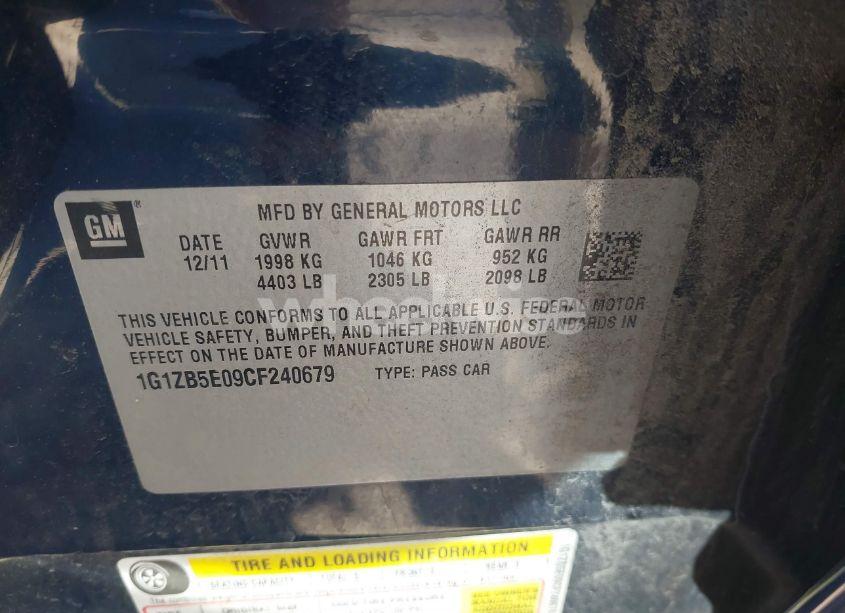 GM ®
MFD BY GENERAL MOTORS LLC
DATE GVWR GAWR FRT GAWR RR
12/11 1998 KG 1046 KG 952 KG
4403 LB 2305 LB 2098 LB
THIS VEHICLE CONFORMS TO ALL APPLICABLE U.S. FEDERAL MOTOR
VEHICLE SAFETY, BUMPER, AND THEFT PREVENTION STANDARDS IN
EFFECT ON THE DATE OF MANUFACTURE SHOWN ABOVE.
1G1ZB5E09CF240679 TYPE: PASS CAR
TIRE AND LOADING INFORMATION
SEATING CAPACITY